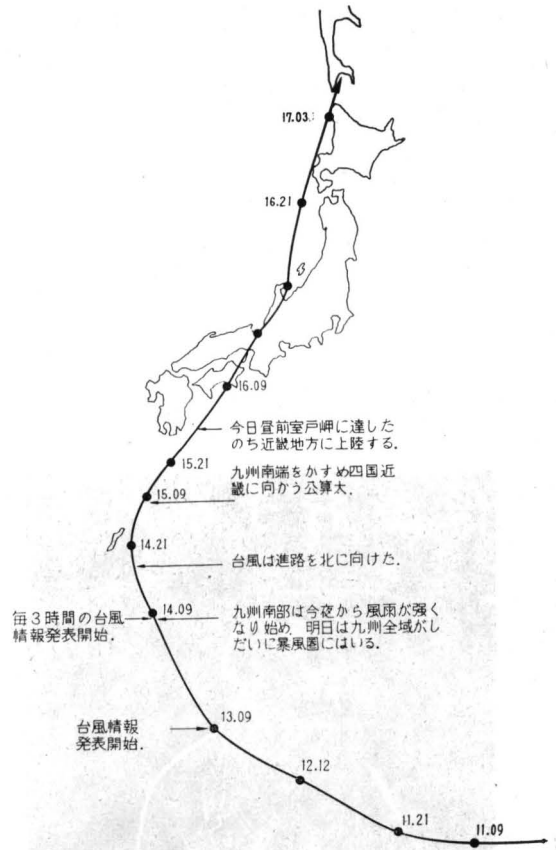 17.03
16.21
16.09
今日昼前室戸岬に達した
のち近畿地方に上陸する.
15.21
九州南端をかすめ四国近
畿に向かう公算大.
15.09
14.21
台風は進路を北に向けた.
14.09
毎3時間の台風
情報発表開始.
九州南部は今夜から風雨が強く
なり始め, 明日は九州全域がし
だいに暴風圏にはいる.
13.09
台風情報
発表開始.
12.12
11.21
11.09